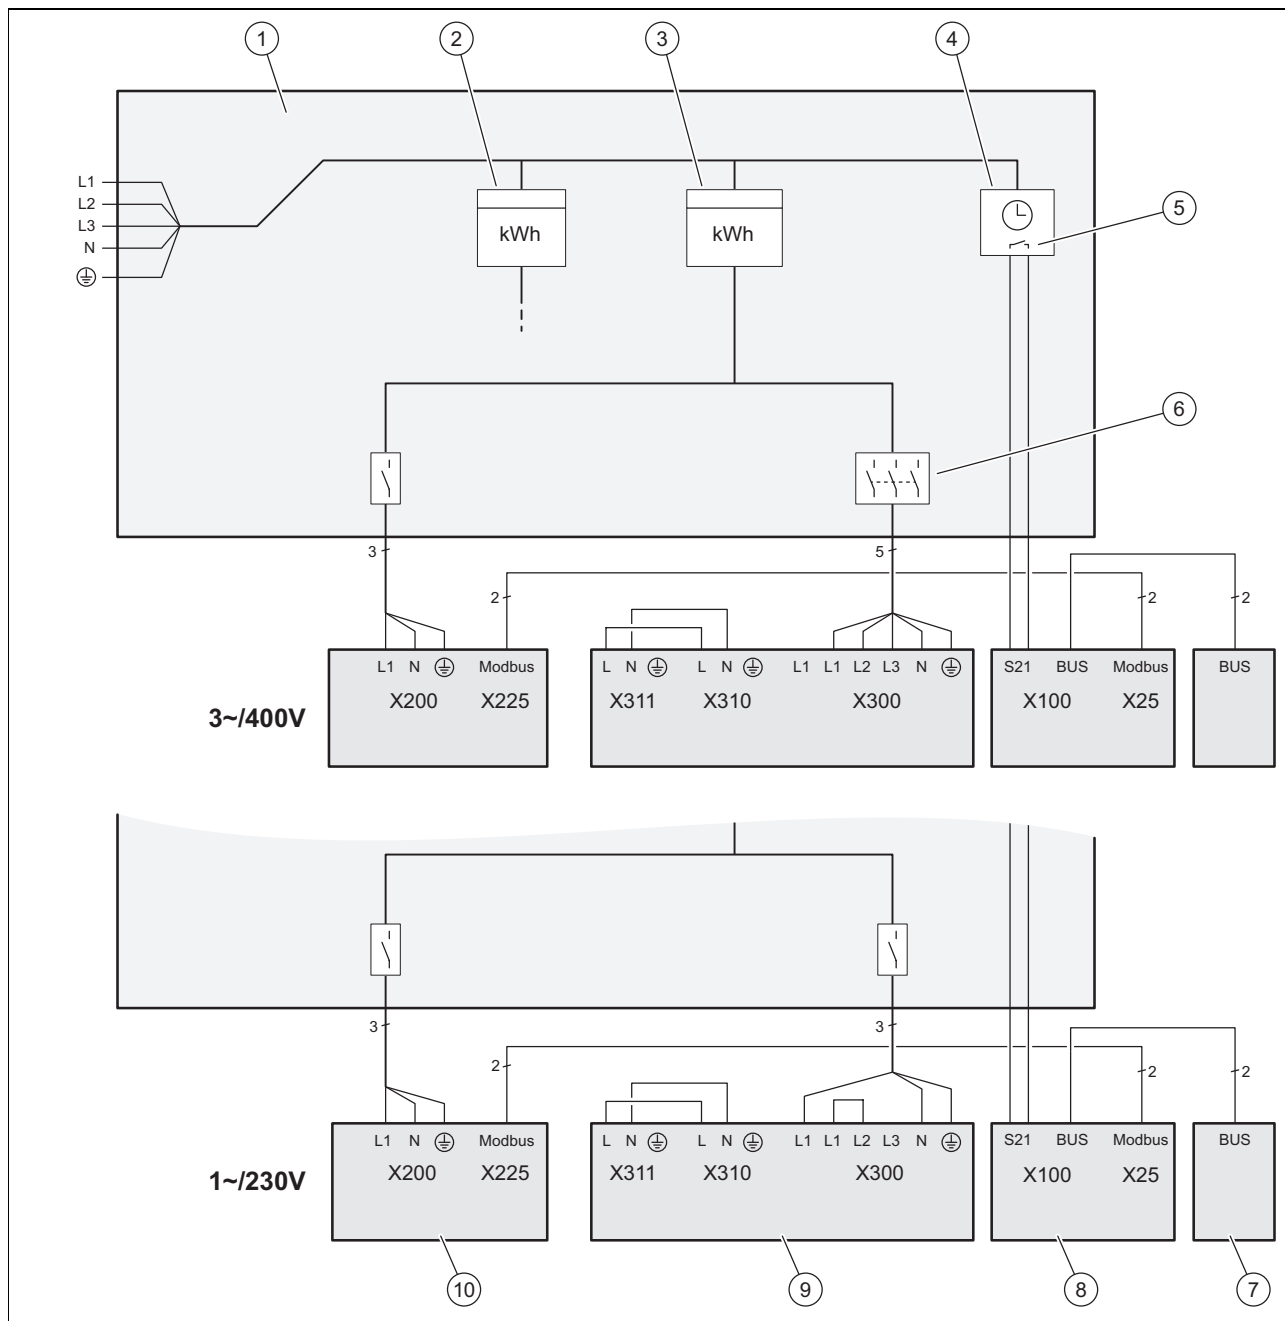 1 2 3 4
L1
L2
L3
N
kWh kWh
5
6
3 5
2 2 2
L1 N Modbus L N L N L1 L1 L2 L3 N S21 BUS Modbus BUS
X200 X225 X311 X310 X300 X100 X25
3~/400V
3 3
2 2 2
L1 N Modbus L N L N L1 L1 L2 L3 N S21 BUS Modbus BUS
X200 X225 X311 X310 X300 X100 X25
1~/230V
10 9 8 7